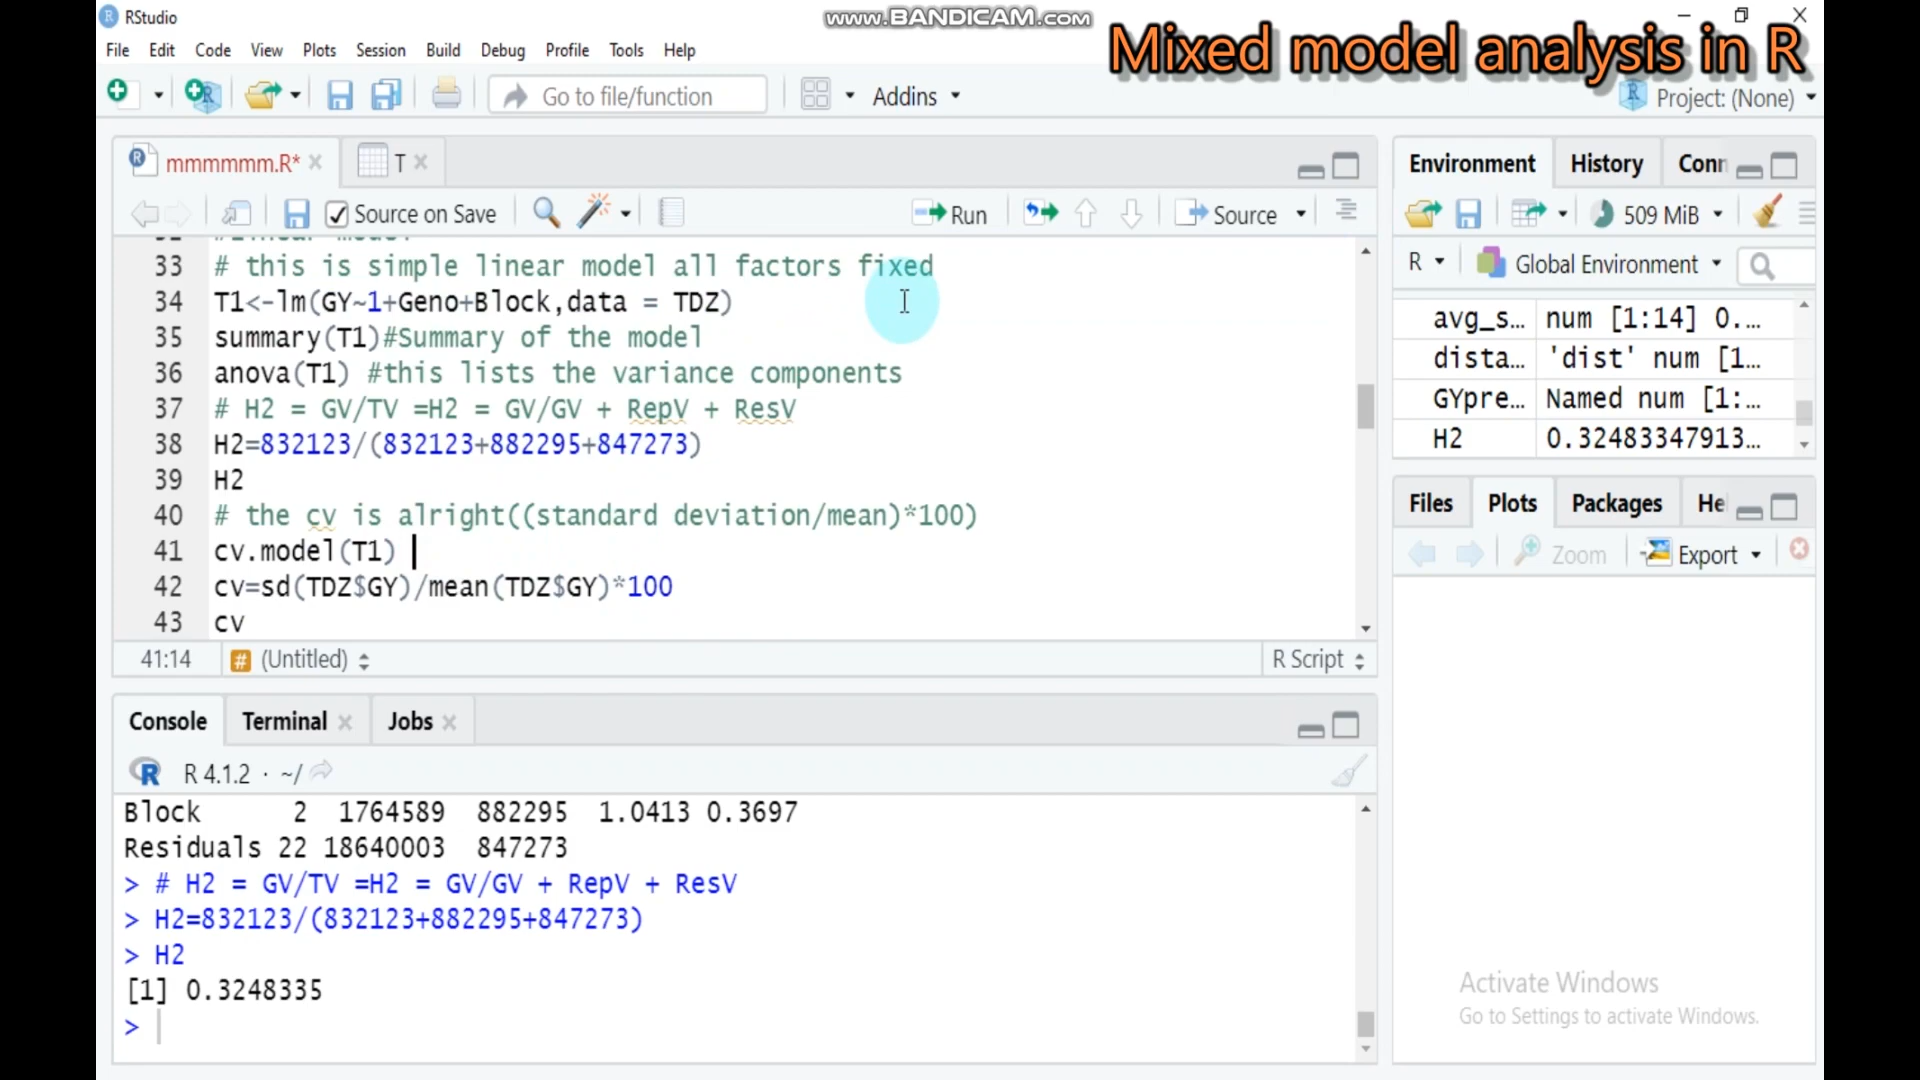 RStudio
www.BANDICAM.com
Mixed model analysis in R
File Edit Code View Plots Session Build Debug Profile Tools Help
Go to file/function
Addins
Project: (None)
mmmmmm.R*
T
Source on Save
Run
Source
33 # this is simple linear model all factors fixed
34 T1<-lm(GY~1+Geno+Block,data = TDZ)
35 summary(T1)#Summary of the model
36 anova(T1) #this lists the variance components
37 # H2 = GV/TV =H2 = GV/GV + RepV + ResV
38 H2=832123/(832123+882295+847273)
39 H2
40 # the cv is alright((standard deviation/mean)*100)
41 cv.model(T1)
42 cv=sd(TDZ$GY)/mean(TDZ$GY)*100
43 cv
41:14 # (Untitled) R Script
Console Terminal Jobs
R 4.1.2 · ~/
Block 2 1764589 882295 1.0413 0.3697
Residuals 22 18640003 847273
> # H2 = GV/TV =H2 = GV/GV + RepV + ResV
> H2=832123/(832123+882295+847273)
> H2
[1] 0.3248335
>
Environment History Conn
509 MiB
R Global Environment
avg_s... num [1:14] 0....
dista... 'dist' num [1...
GYpre... Named num [1:...
H2 0.32483347913...
Files Plots Packages He
Zoom Export
Activate Windows
Go to Settings to activate Windows.